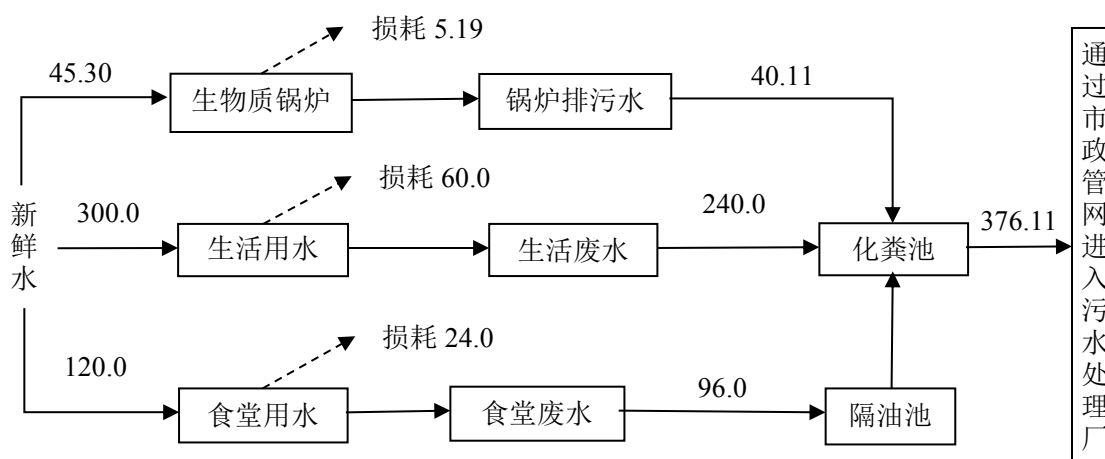 损耗 5.19
45.30
生物质锅炉
锅炉排污水
40.11
新鲜水
300.0
损耗 60.0
生活用水
生活废水
240.0
化粪池
376.11
通过市政管网进入污水处理厂
120.0
损耗 24.0
食堂用水
食堂废水
96.0
隔油池